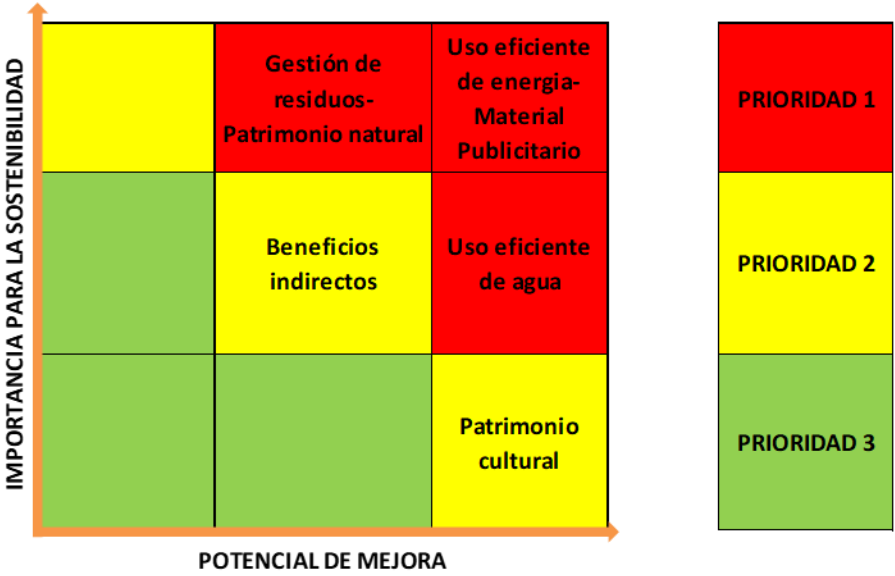 IMPORTANCIA PARA LA SOSTENIBILIDAD
Gestión de
residuos-
Patrimonio natural
Uso eficiente
de energia-
Material
Publicitario
Beneficios
indirectos
Uso eficiente
de agua
Patrimonio
cultural
POTENCIAL DE MEJORA
PRIORIDAD 1
PRIORIDAD 2
PRIORIDAD 3